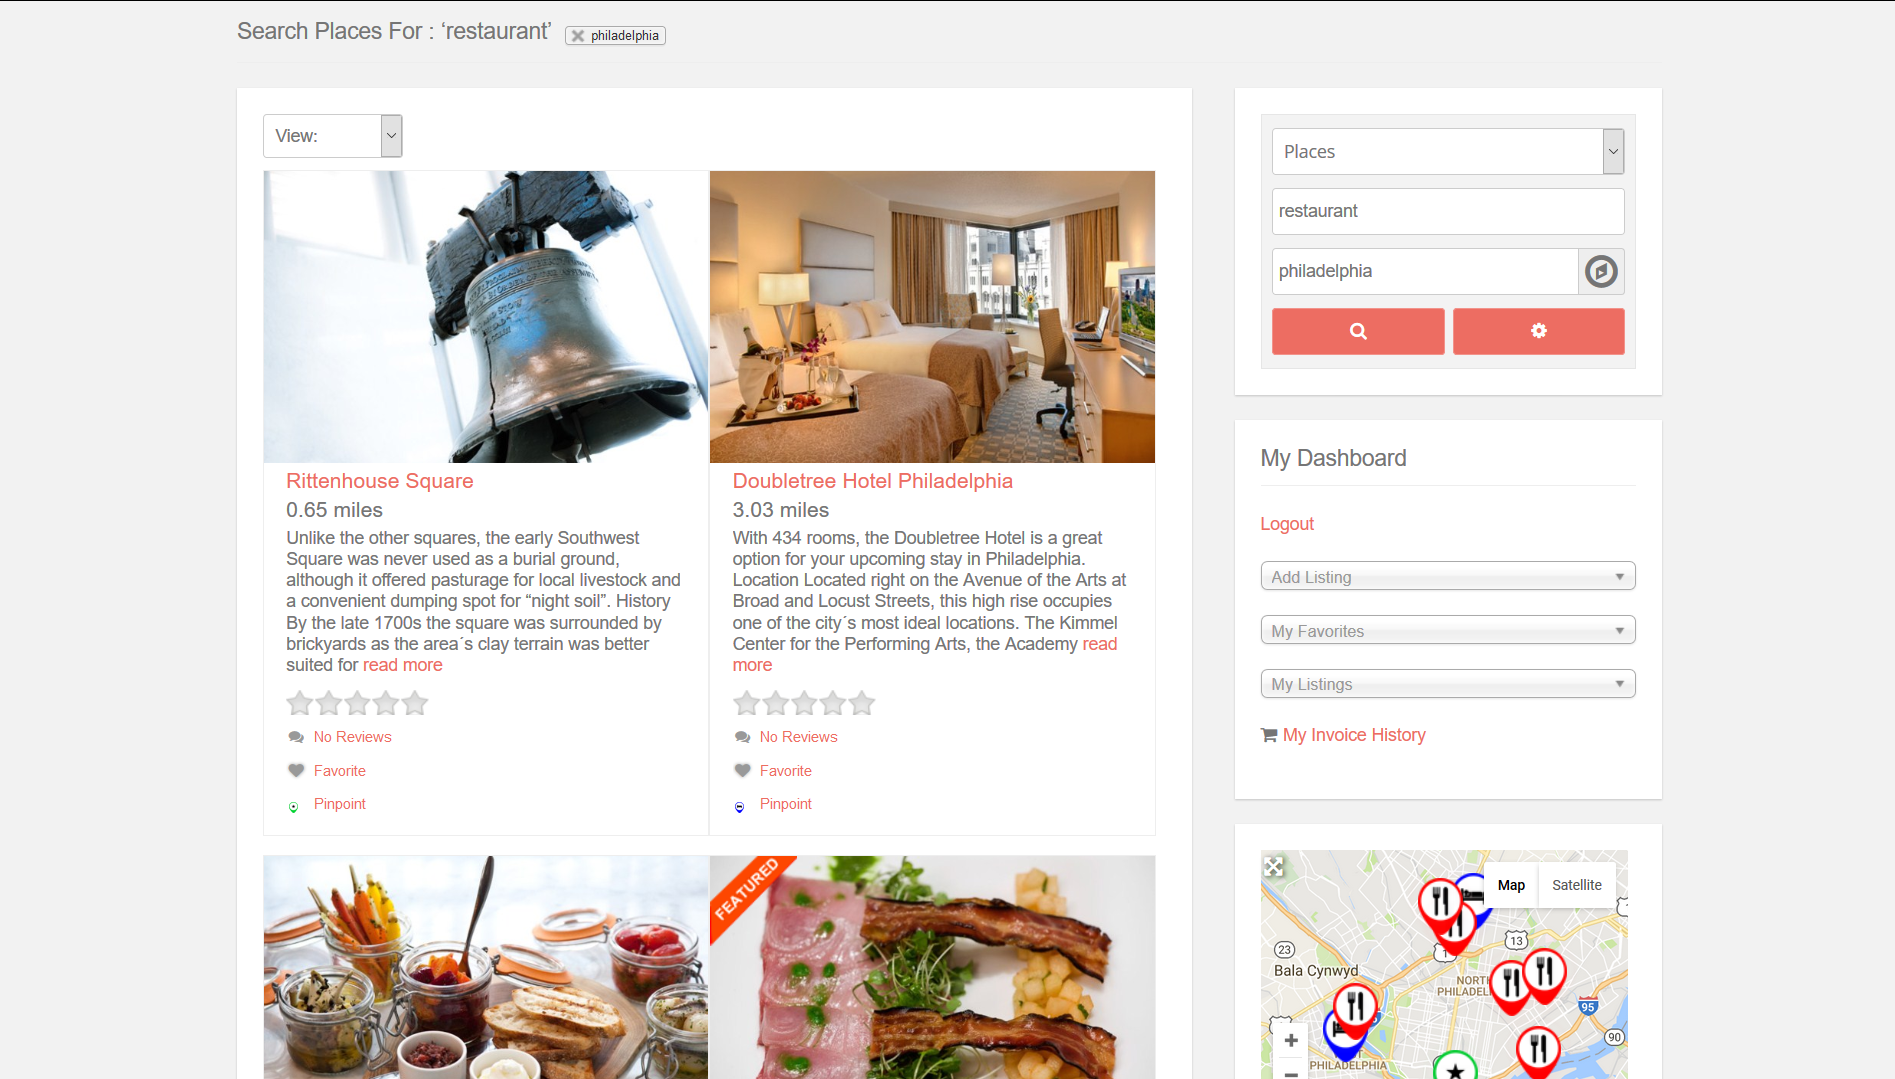 Search Places For : ‘restaurant’
philadelphia
View:
Rittenhouse Square
0.65 miles
Unlike the other squares, the early Southwest
Square was never used as a burial ground,
although it offered pasturage for local livestock and
a convenient dumping spot for “night soil”. History
By the late 1700s the square was surrounded by
brickyards as the area´s clay terrain was better
suited for read more
No Reviews
Favorite
Pinpoint
Doubletree Hotel Philadelphia
3.03 miles
With 434 rooms, the Doubletree Hotel is a great
option for your upcoming stay in Philadelphia.
Location Located right on the Avenue of the Arts at
Broad and Locust Streets, this high rise occupies
one of the city´s most ideal locations. The Kimmel
Center for the Performing Arts, the Academy read
more
No Reviews
Favorite
Pinpoint
FEATURED
Places
restaurant
philadelphia
My Dashboard
Logout
Add Listing
My Favorites
My Listings
My Invoice History
Map
Satellite
23
1
13
Bala Cynwyd
95
90
PHILADELPHIA